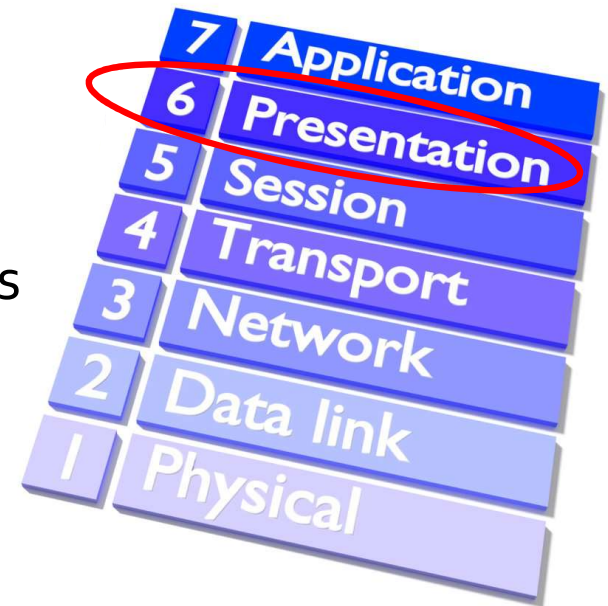 7 Application
6 Presentation
5 Session
s
4 Transport
3 Network
2 Data link
1 Physical